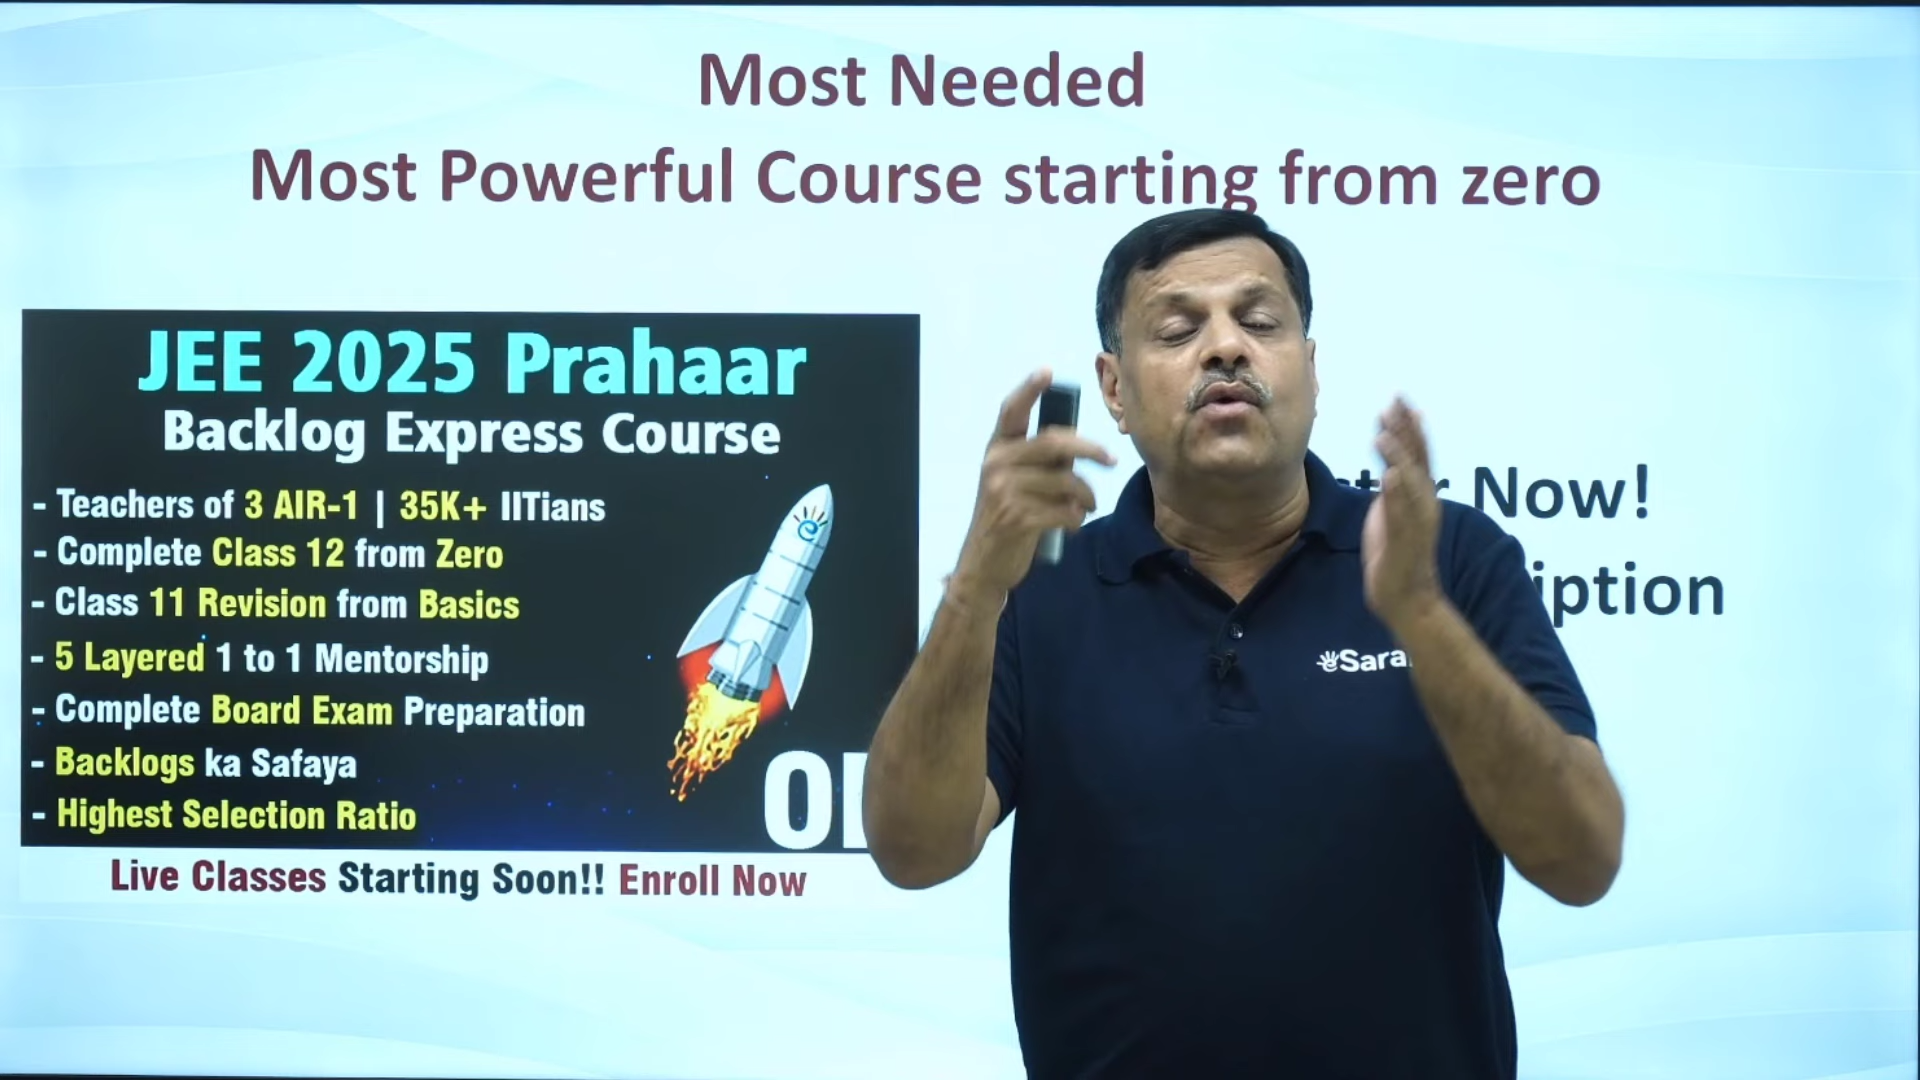 Most Needed
Most Powerful Course starting from zero
JEE 2025 Prahaar
Backlog Express Course
- Teachers of 3 AIR-1 | 35K+ IITians
- Complete Class 12 from Zero
- Class 11 Revision from Basics
- 5 Layered 1 to 1 Mentorship
- Complete Board Exam Preparation
- Backlogs ka Safaya
- Highest Selection Ratio
Live Classes Starting Soon!! Enroll Now
Now!